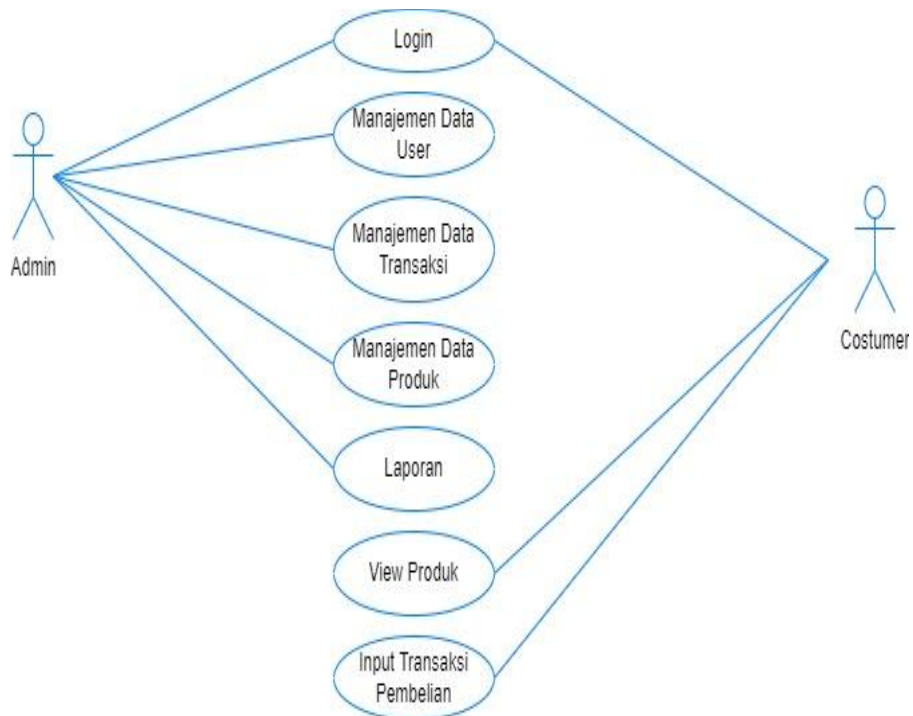 Login
Manajemen Data
User
Admin
Manajemen Data
Transaksi
Costumer
Manajemen Data
Produk
Laporan
View Produk
Input Transaksi
Pembelian